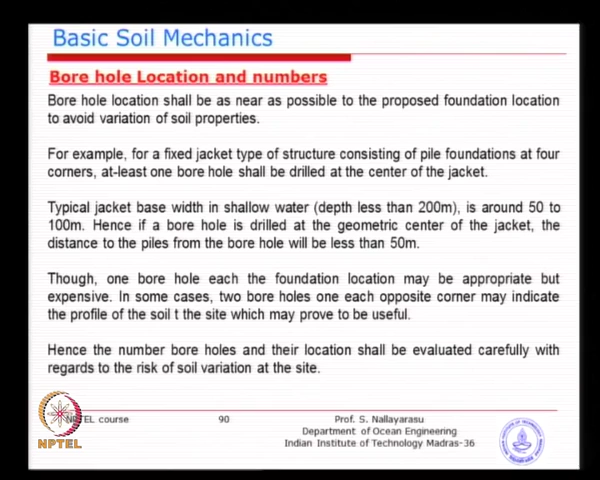 Basic Soil Mechanics
Bore hole Location and numbers
Bore hole location shall be as near as possible to the proposed foundation location
to avoid variation of soil properties.
For example, for a fixed jacket type of structure consisting of pile foundations at four
corners, at-least one bore hole shall be drilled at the center of the jacket.
Typical jacket base width in shallow water (depth less than 200m), is around 50 to
100m. Hence if a bore hole is drilled at the geometric center of the jacket, the
distance to the piles from the bore hole will be less than 50m.
Though, one bore hole each the foundation location may be appropriate but
expensive. In some cases, two bore holes one each opposite corner may indicate
the profile of the soil t the site which may prove to be useful.
Hence the number bore holes and their location shall be evaluated carefully with
regards to the risk of soil variation at the site.
NPTEL course
90
Prof. S. Nallayarasu
Department of Ocean Engineering
Indian Institute of Technology Madras-36
NPTEL